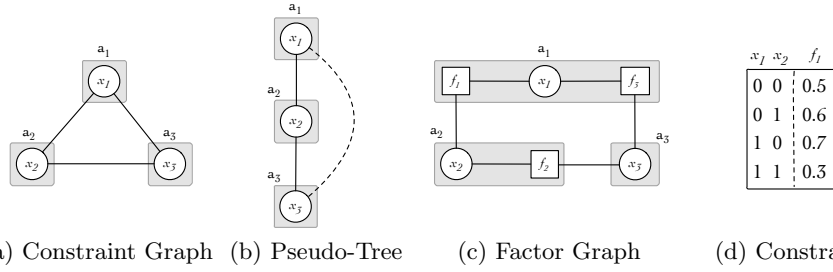 a1
x1
a2
x2
a3
x3
a1
x1
a2
x2
a3
x3
a1
f1 x1 f3
a2 a3
x2 f2 x3
x1 x2 f1
0 0 0.5
0 1 0.6
1 0 0.7
1 1 0.3
) Constraint Graph (b) Pseudo-Tree (c) Factor Graph (d) Constra